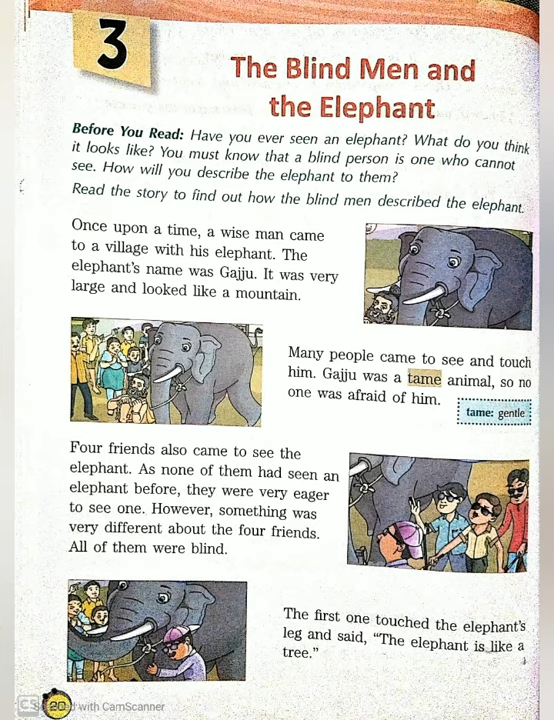 3
The Blind Men and
the Elephant
Before You Read: Have you ever seen an elephant? What do you think
it looks like? You must know that a blind person is one who cannot
see. How will you describe the elephant to them?
Read the story to find out how the blind men described the elephant.
Once upon a time, a wise man came
to a village with his elephant. The
elephant's name was Gajju. It was very
large and looked like a mountain.
Many people came to see and touch
him. Gajju was a tame animal, so no
one was afraid of him.
tame: gentle
Four friends also came to see the
elephant. As none of them had seen an
elephant before, they were very eager
to see one. However, something was
very different about the four friends.
All of them were blind.
The first one touched the elephant's
leg and said, "The elephant is like a
tree."
20
CS Scanned with CamScanner